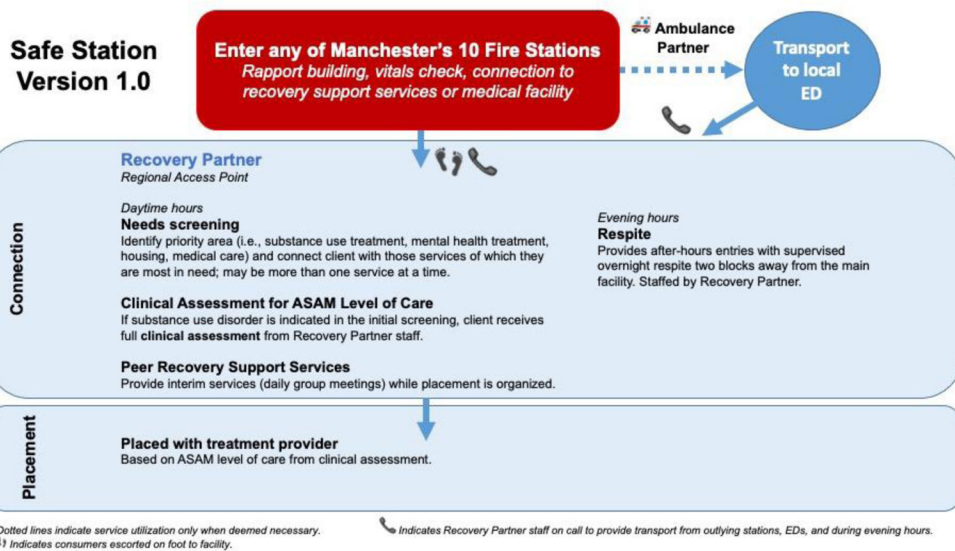 Safe Station
Version 1.0
Enter any of Manchester's 10 Fire Stations
Rapport building, vitals check, connection to
recovery support services or medical facility
Ambulance
Partner
Transport
to local
ED
Connection
Recovery Partner
Regional Access Point
Daytime hours
Needs screening
Identify priority area (i.e., substance use treatment, mental health treatment,
housing, medical care) and connect client with those services of which they
are most in need; may be more than one service at a time.
Clinical Assessment for ASAM Level of Care
If substance use disorder is indicated in the initial screening, client receives
full clinical assessment from Recovery Partner staff.
Peer Recovery Support Services
Provide interim services (daily group meetings) while placement is organized.
Evening hours
Respite
Provides after-hours entries with supervised
overnight respite two blocks away from the main
facility. Staffed by Recovery Partner.
Placement
Placed with treatment provider
Based on ASAM level of care from clinical assessment.
Dotted lines indicate service utilization only when deemed necessary.
Indicates consumers escorted on foot to facility.
Indicates Recovery Partner staff on call to provide transport from outlying stations, EDs, and during evening hours.